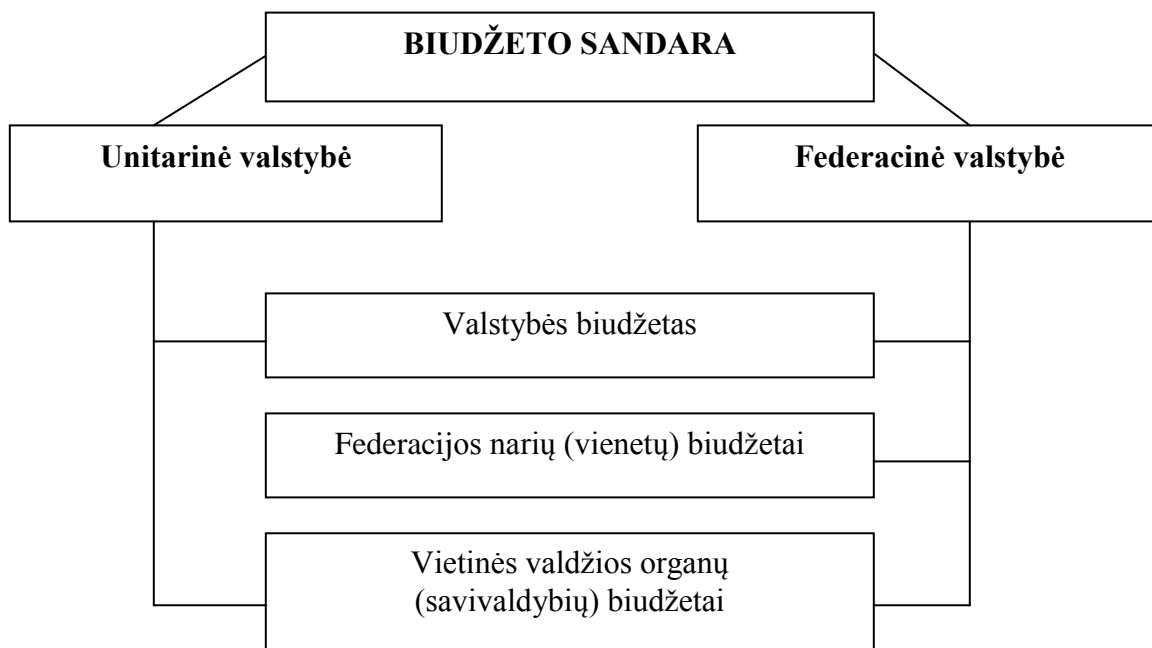 BIUDŽETO SANDARA
Unitarinė valstybė
Federacinė valstybė
Valstybės biudžetas
Federacijos narių (vienetų) biudžetai
Vietinės valdžios organų
(savivaldybių) biudžetai